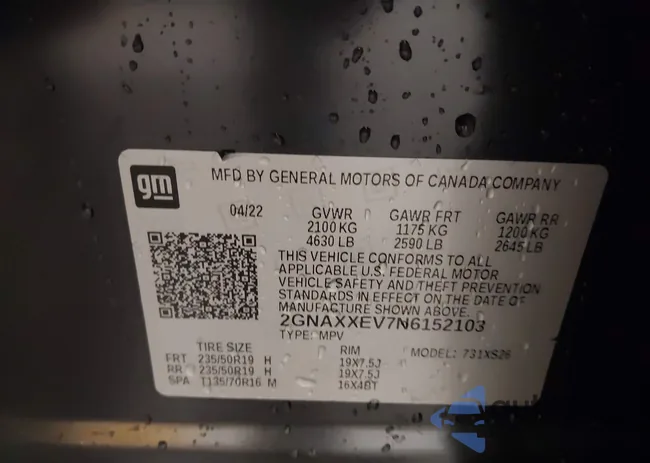 gm
MFD BY GENERAL MOTORS OF CANADA COMPANY
04/22 GVWR GAWR FRT GAWR RR
2100 KG 1175 KG 1200 KG
4630 LB 2590 LB 2645 LB
THIS VEHICLE CONFORMS TO ALL
APPLICABLE U.S. FEDERAL MOTOR
VEHICLE SAFETY AND THEFT PREVENTION
STANDARDS IN EFFECT ON THE DATE OF
MANUFACTURE SHOWN ABOVE.
2GNAXXEV7N6152103
TYPE: MPV
TIRE SIZE RIM MODEL: 731XS26
FRT 235/50R19 H 19X7.5J
RR 235/50R19 H 19X7.5J
SPA T135/70R16 M 16X4BT